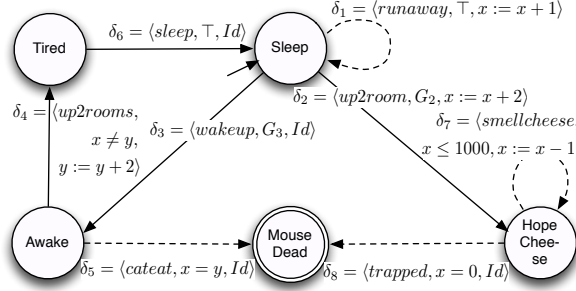 δ₁ = ⟨runaway, ⊤, x := x + 1⟩
δ₆ = ⟨sleep, ⊤, Id⟩
Tired
Sleep
δ₂ = ⟨up2room, G₂, x := x + 2⟩
δ₄ = ⟨up2rooms,
x ≠ y,
y := y + 2⟩
δ₃ = ⟨wakeup, G₃, Id⟩
δ₇ = ⟨smellcheese,
x ≤ 1000, x := x − 1
Awake
Mouse
Dead
Hope
Chee-
se
δ₅ = ⟨cateat, x = y, Id⟩
δ₈ = ⟨trapped, x = 0, Id⟩